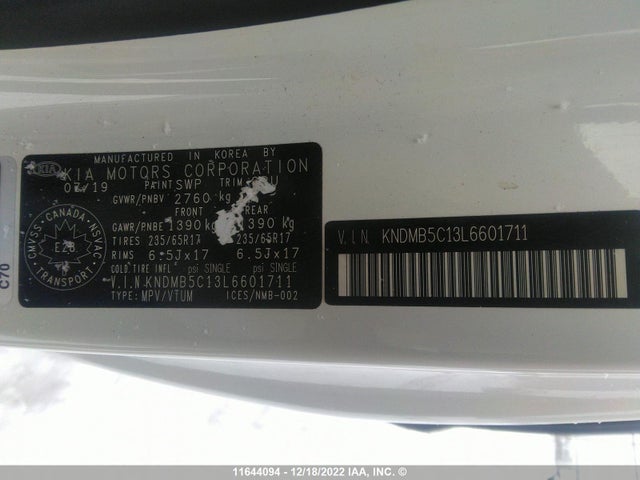 MANUFACTURED IN KOREA BY
KIA KIA MOTORS CORPORATION
PAINT SWP TRIM
GVWR/PNBV 2760 kg
FRONT REAR
GAWR/PNBE 1390 kg 1390 kg
TIRES 235/65R17 235/65R17
RIMS 6.5Jx17 6.5Jx17
COLD TIRE INFL psi SINGLE psi SINGLE
V.I.N KNDMB5C13L6601711
TYPE: MPV/VTUM ICES/NMB-002
CMVSS · CANADA · NSVAC
TRANSPORT
V.I.N. KNDMB5C13L6601711
C70
11644094 - 12/18/2022 IAA, Inc. ©